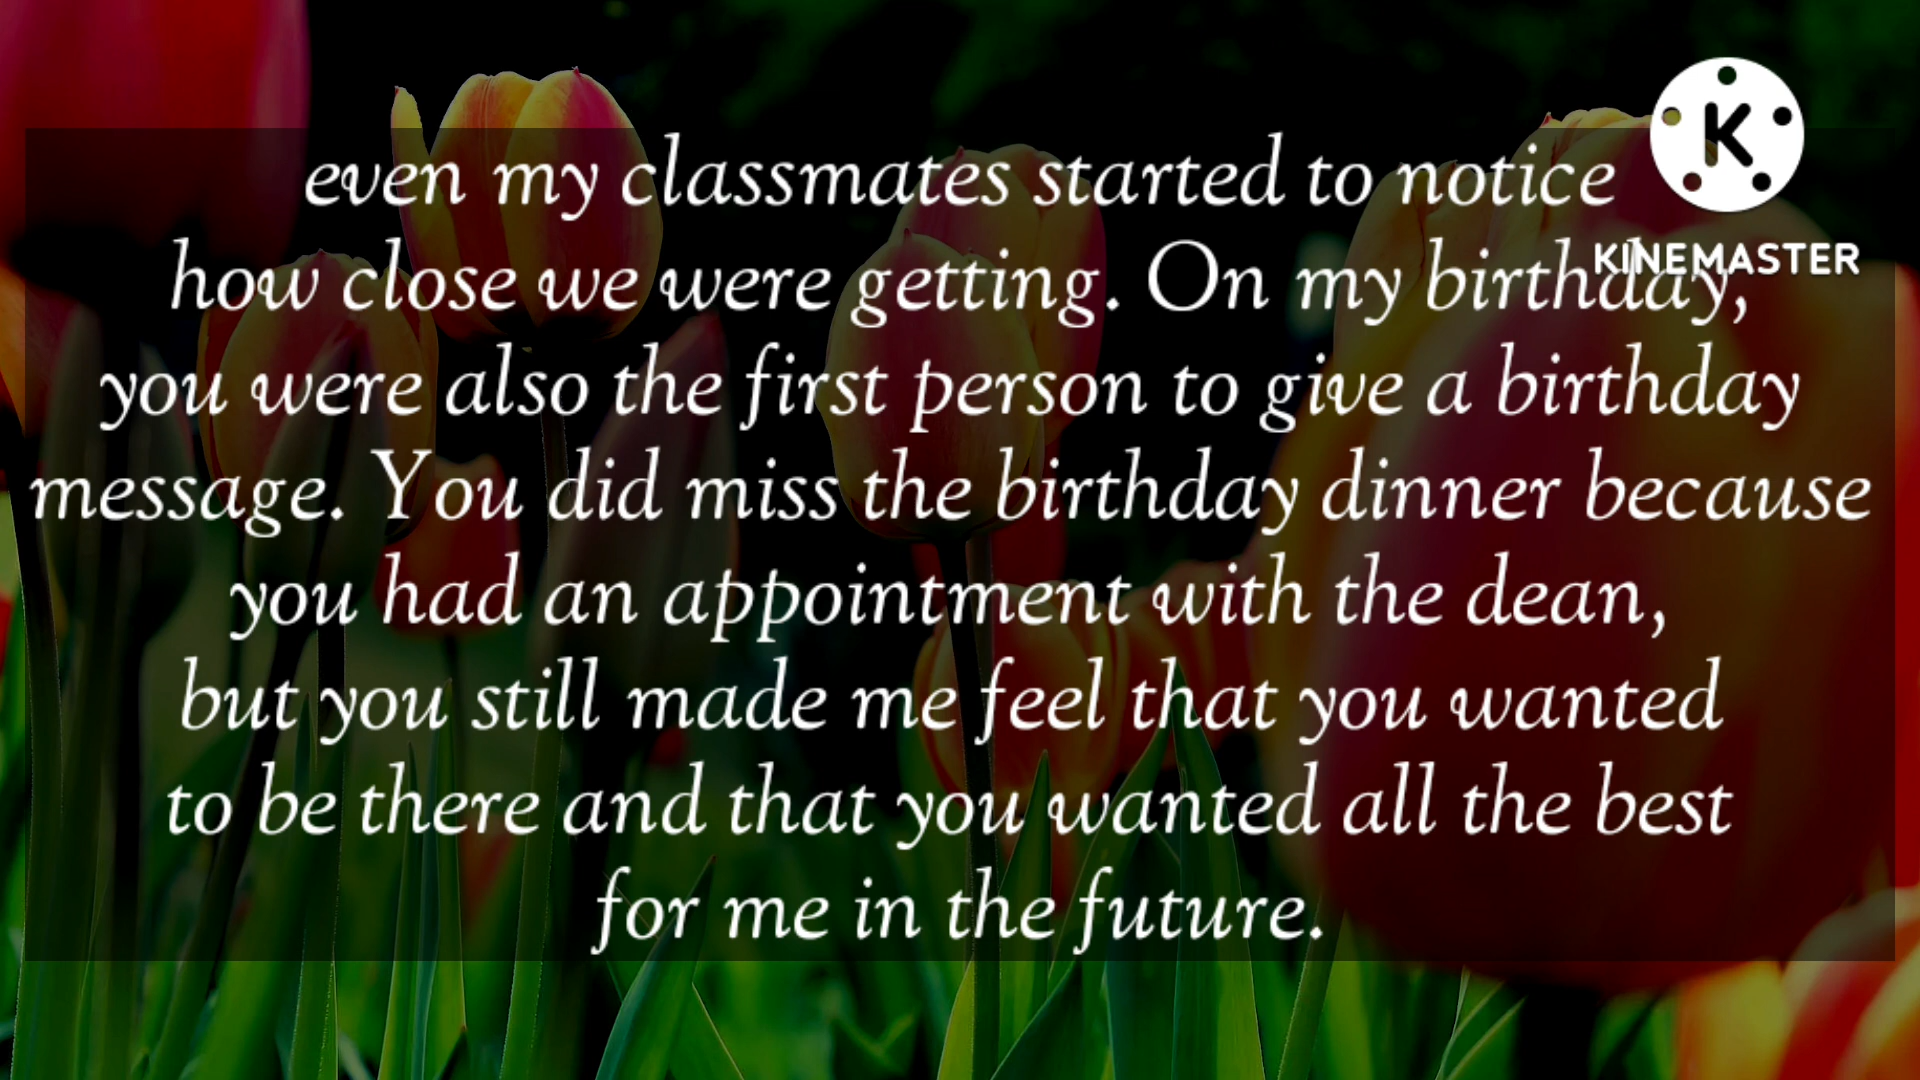 even my classmates started to notice
how close we were getting. On my birthday,
you were also the first person to give a birthday
message. You did miss the birthday dinner because
you had an appointment with the dean,
but you still made me feel that you wanted
to be there and that you wanted all the best
for me in the future.
K
KINEMASTER